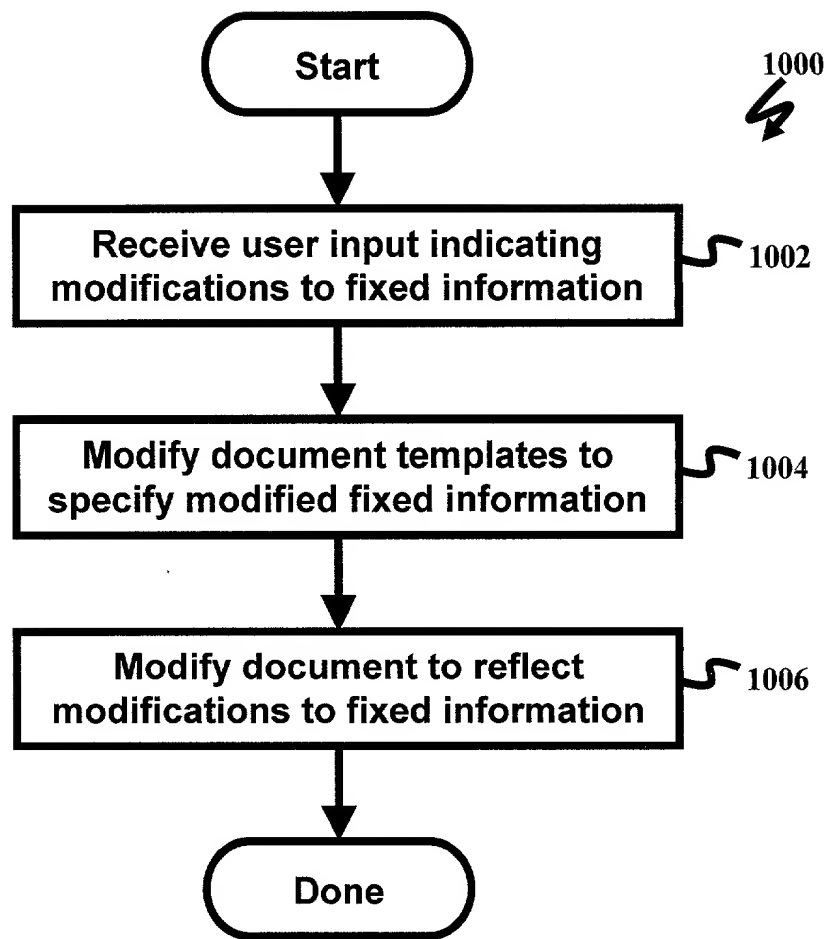 Start
1000
Receive user input indicating
modifications to fixed information
1002
Modify document templates to
specify modified fixed information
1004
Modify document to reflect
modifications to fixed information
1006
Done